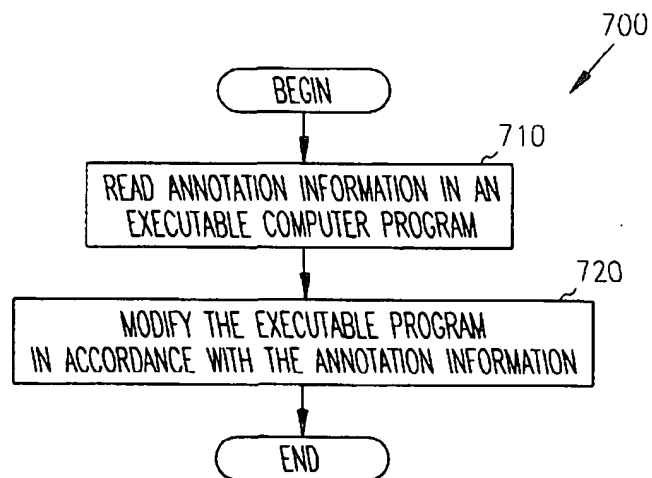 700
BEGIN
710
READ ANNOTATION INFORMATION IN AN
EXECUTABLE COMPUTER PROGRAM
720
MODIFY THE EXECUTABLE PROGRAM
IN ACCORDANCE WITH THE ANNOTATION INFORMATION
END